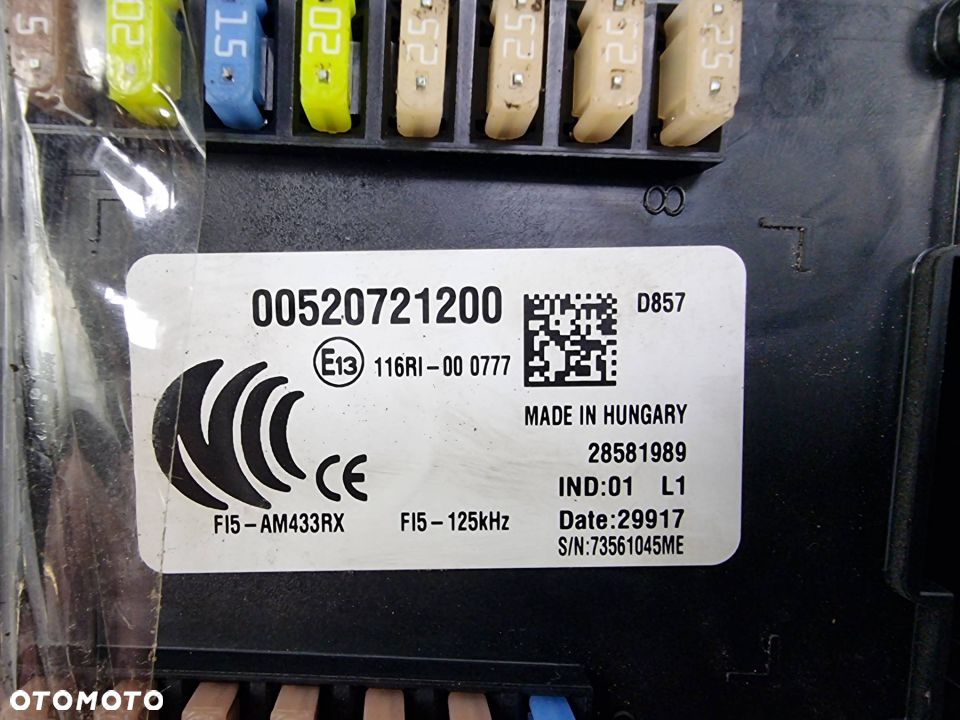 5 20 15 20 25 25 25 25
8
00520721200
D857
E13 116RI-00 0777
MADE IN HUNGARY
28581989
IND:01 L1
CE
FI5-AM433RX FI5-125kHz Date:29917
S/N:73561045ME
OTOMOTO